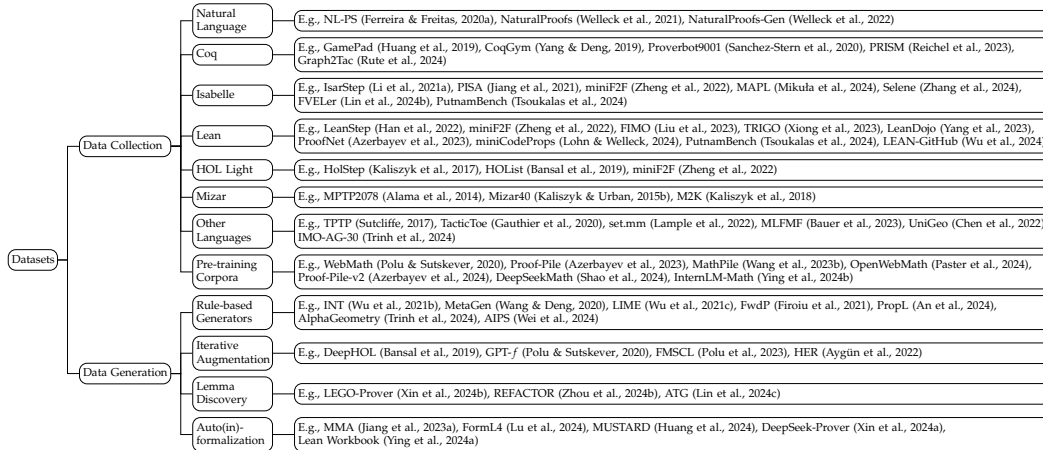 Natural
Language
E.g., NL-PS (Ferreira & Freitas, 2020a), NaturalProofs (Welleck et al., 2021), NaturalProofs-Gen (Welleck et al., 2022)
Coq
E.g., GamePad (Huang et al., 2019), CoqGym (Yang & Deng, 2019), Proverbot9001 (Sanchez-Stern et al., 2020), PRISM (Reichel et al., 2023),
Graph2Tac (Rute et al., 2024)
Isabelle
E.g., IsarStep (Li et al., 2021a), PISA (Jiang et al., 2021), miniF2F (Zheng et al., 2022), MAPL (Mikuła et al., 2024), Selene (Zhang et al., 2024),
FVELer (Lin et al., 2024b), PutnamBench (Tsoukalas et al., 2024)
Data Collection
Lean
E.g., LeanStep (Han et al., 2022), miniF2F (Zheng et al., 2022), FIMO (Liu et al., 2023), TRIGO (Xiong et al., 2023), LeanDojo (Yang et al., 2023),
ProofNet (Azerbayev et al., 2023), miniCodeProps (Lohn & Welleck, 2024), PutnamBench (Tsoukalas et al., 2024), LEAN-GitHub (Wu et al., 2024)
HOL Light
E.g., HolStep (Kaliszyk et al., 2017), HOList (Bansal et al., 2019), miniF2F (Zheng et al., 2022)
Mizar
E.g., MPTP2078 (Alama et al., 2014), Mizar40 (Kaliszyk & Urban, 2015b), M2K (Kaliszyk et al., 2018)
Other
Languages
E.g., TPTP (Sutcliffe, 2017), TacticToe (Gauthier et al., 2020), set.mm (Lample et al., 2022), MLFMF (Bauer et al., 2023), UniGeo (Chen et al., 2022)
IMO-AG-30 (Trinh et al., 2024)
Datasets
Pre-training
Corpora
E.g., WebMath (Polu & Sutskever, 2020), Proof-Pile (Azerbayev et al., 2023), MathPile (Wang et al., 2023b), OpenWebMath (Paster et al., 2024),
Proof-Pile-v2 (Azerbayev et al., 2024), DeepSeekMath (Shao et al., 2024), InternLM-Math (Ying et al., 2024b)
Rule-based
Generators
E.g., INT (Wu et al., 2021b), MetaGen (Wang & Deng, 2020), LIME (Wu et al., 2021c), FwdP (Firoiu et al., 2021), PropL (An et al., 2024),
AlphaGeometry (Trinh et al., 2024), AIPS (Wei et al., 2024)
Iterative
Augmentation
E.g., DeepHOL (Bansal et al., 2019), GPT-f (Polu & Sutskever, 2020), FMSCL (Polu et al., 2023), HER (Aygün et al., 2022)
Data Generation
Lemma
Discovery
E.g., LEGO-Prover (Xin et al., 2024b), REFACTOR (Zhou et al., 2024b), ATG (Lin et al., 2024c)
Auto(in)-
formalization
E.g., MMA (Jiang et al., 2023a), FormL4 (Lu et al., 2024), MUSTARD (Huang et al., 2024), DeepSeek-Prover (Xin et al., 2024a),
Lean Workbook (Ying et al., 2024a)